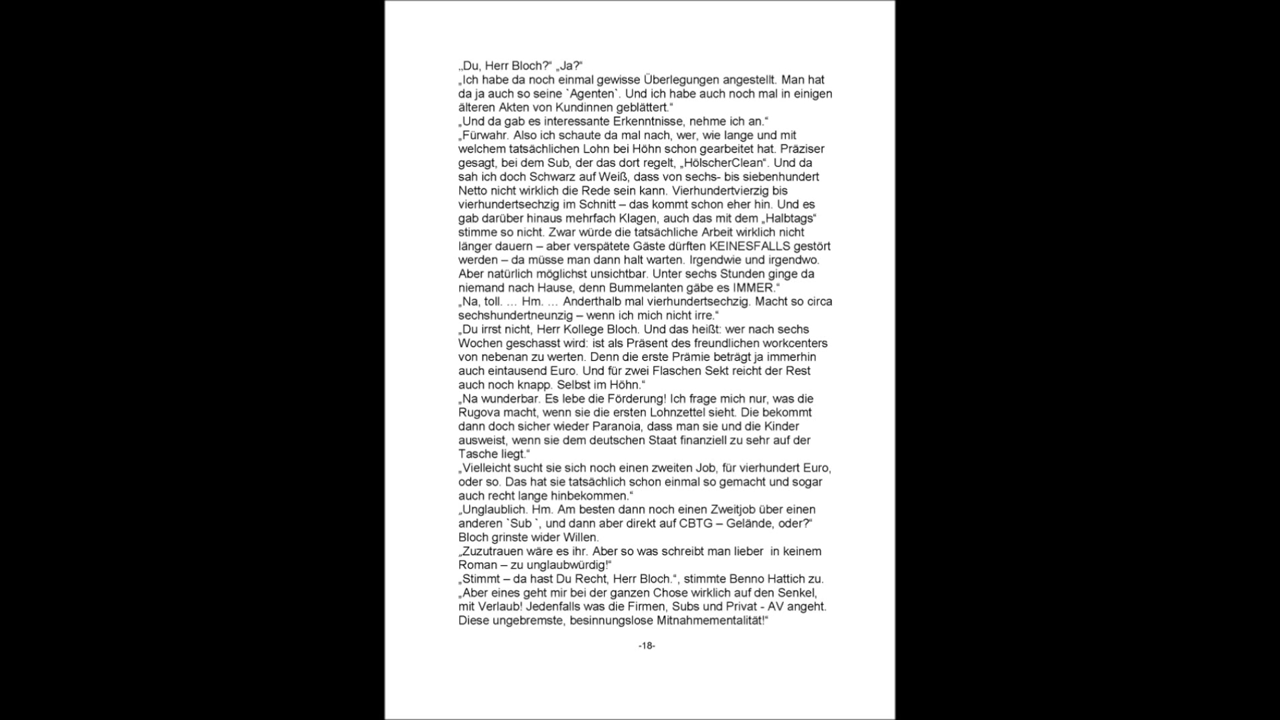 „Du, Herr Bloch?“ „Ja?“
„Ich habe da noch einmal gewisse Überlegungen angestellt. Man hat
da ja auch so seine `Agenten`. Und ich habe auch noch mal in einigen
älteren Akten von Kundinnen geblättert.“
„Und da gab es interessante Erkenntnisse, nehme ich an.“
„Fürwahr. Also ich schaute da mal nach, wer, wie lange und mit
welchem tatsächlichen Lohn bei Höhn schon gearbeitet hat. Präziser
gesagt, bei dem Sub, der das dort regelt, „HölscherClean“. Und da
sah ich doch Schwarz auf Weiß, dass von sechs- bis siebenhundert
Netto nicht wirklich die Rede sein kann. Vierhundertvierzig bis
vierhundertsechzig im Schnitt – das kommt schon eher hin. Und es
gab darüber hinaus mehrfach Klagen, auch das mit dem „Halbtags“
stimme so nicht. Zwar würde die tatsächliche Arbeit wirklich nicht
länger dauern – aber verspätete Gäste dürften KEINESFALLS gestört
werden – da müsse man dann halt warten. Irgendwie und irgendwo.
Aber natürlich möglichst unsichtbar. Unter sechs Stunden ginge da
niemand nach Hause, denn Bummelanten gäbe es IMMER.“
„Na, toll. … Hm. … Anderthalb mal vierhundertsechzig. Macht so circa
sechshundertneunzig – wenn ich mich nicht irre.“
„Du irrst nicht, Herr Kollege Bloch. Und das heißt: wer nach sechs
Wochen geschasst wird: ist als Präsent des freundlichen workcenters
von nebenan zu werten. Denn die erste Prämie beträgt ja immerhin
auch eintausend Euro. Und für zwei Flaschen Sekt reicht der Rest
auch noch knapp. Selbst im Höhn.“
„Na wunderbar. Es lebe die Förderung! Ich frage mich nur, was die
Rugova macht, wenn sie die ersten Lohnzettel sieht. Die bekommt
dann doch sicher wieder Paranoia, dass man sie und die Kinder
ausweist, wenn sie dem deutschen Staat finanziell zu sehr auf der
Tasche liegt.“
„Vielleicht sucht sie sich noch einen zweiten Job, für vierhundert Euro,
oder so. Das hat sie tatsächlich schon einmal so gemacht und sogar
auch recht lange hinbekommen.“
„Unglaublich. Hm. Am besten dann noch einen Zweitjob über einen
anderen `Sub `, und dann aber direkt auf CBTG – Gelände, oder?“
Bloch grinste wider Willen.
„Zuzutrauen wäre es ihr. Aber so was schreibt man lieber  in keinem
Roman – zu unglaubwürdig!“
„Stimmt – da hast Du Recht, Herr Bloch.“, stimmte Benno Hattich zu.
„Aber eines geht mir bei der ganzen Chose wirklich auf den Senkel,
mit Verlaub! Jedenfalls was die Firmen, Subs und Privat - AV angeht.
Diese ungebremste, besinnungslose Mitnahmementalität!“
-18-